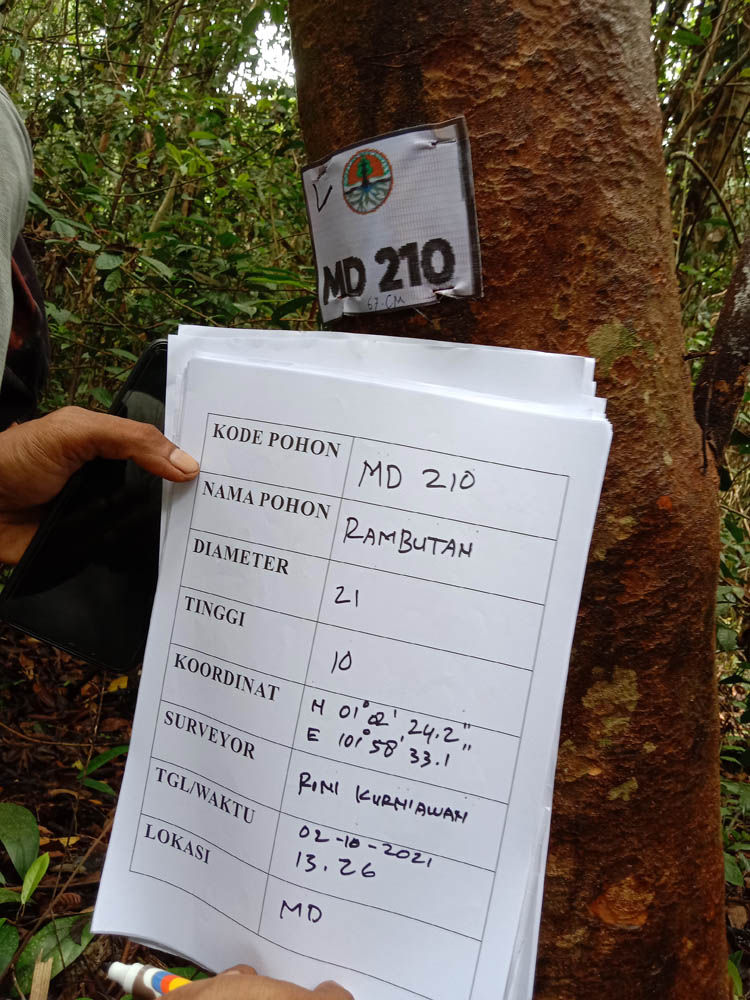 MD 210
67 CM
KODE POHON MD 210
NAMA POHON RAMBUTAN
DIAMETER 21
TINGGI 10
KOORDINAT N 01° 02' 24.2"
E 101° 58' 33.1"
SURVEYOR RONI KURNIAWAN
TGL/WAKTU 02-10-2021
13.26
LOKASI MD